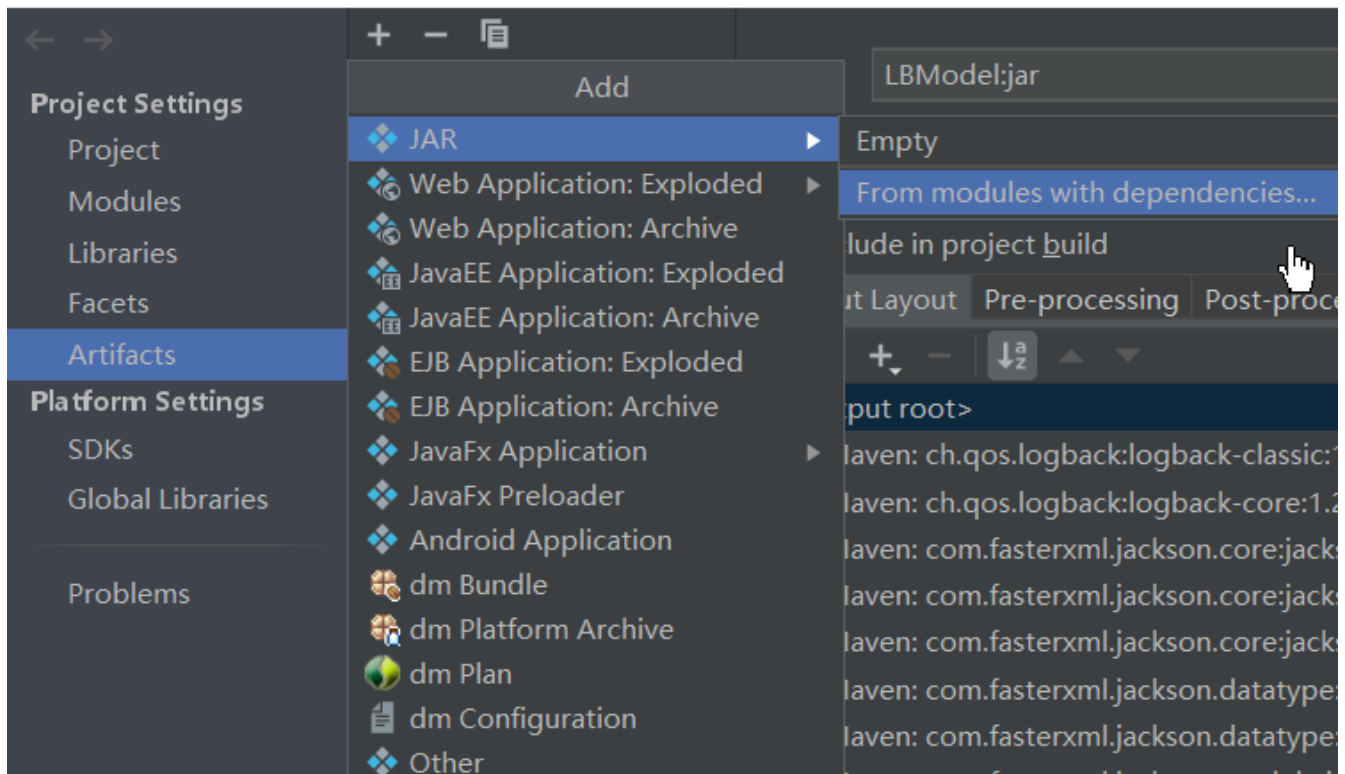 Project Settings
Project
Modules
Libraries
Facets
Artifacts
Platform Settings
SDKs
Global Libraries
Problems
Add
JAR
Web Application: Exploded
Web Application: Archive
JavaEE Application: Exploded
JavaEE Application: Archive
EJB Application: Exploded
EJB Application: Archive
JavaFx Application
JavaFx Preloader
Android Application
dm Bundle
dm Platform Archive
dm Plan
dm Configuration
Other
LBModel:jar
Empty
From modules with dependencies...
lude in project build
ut Layout Pre-processing Post-proce
put root>
laven: ch.qos.logback:logback-classic:
laven: ch.qos.logback:logback-core:1.2
laven: com.fasterxml.jackson.core:jacks
laven: com.fasterxml.jackson.core:jacks
laven: com.fasterxml.jackson.core:jacks
laven: com.fasterxml.jackson.datatype:
laven: com.fasterxml.jackson.datatype: